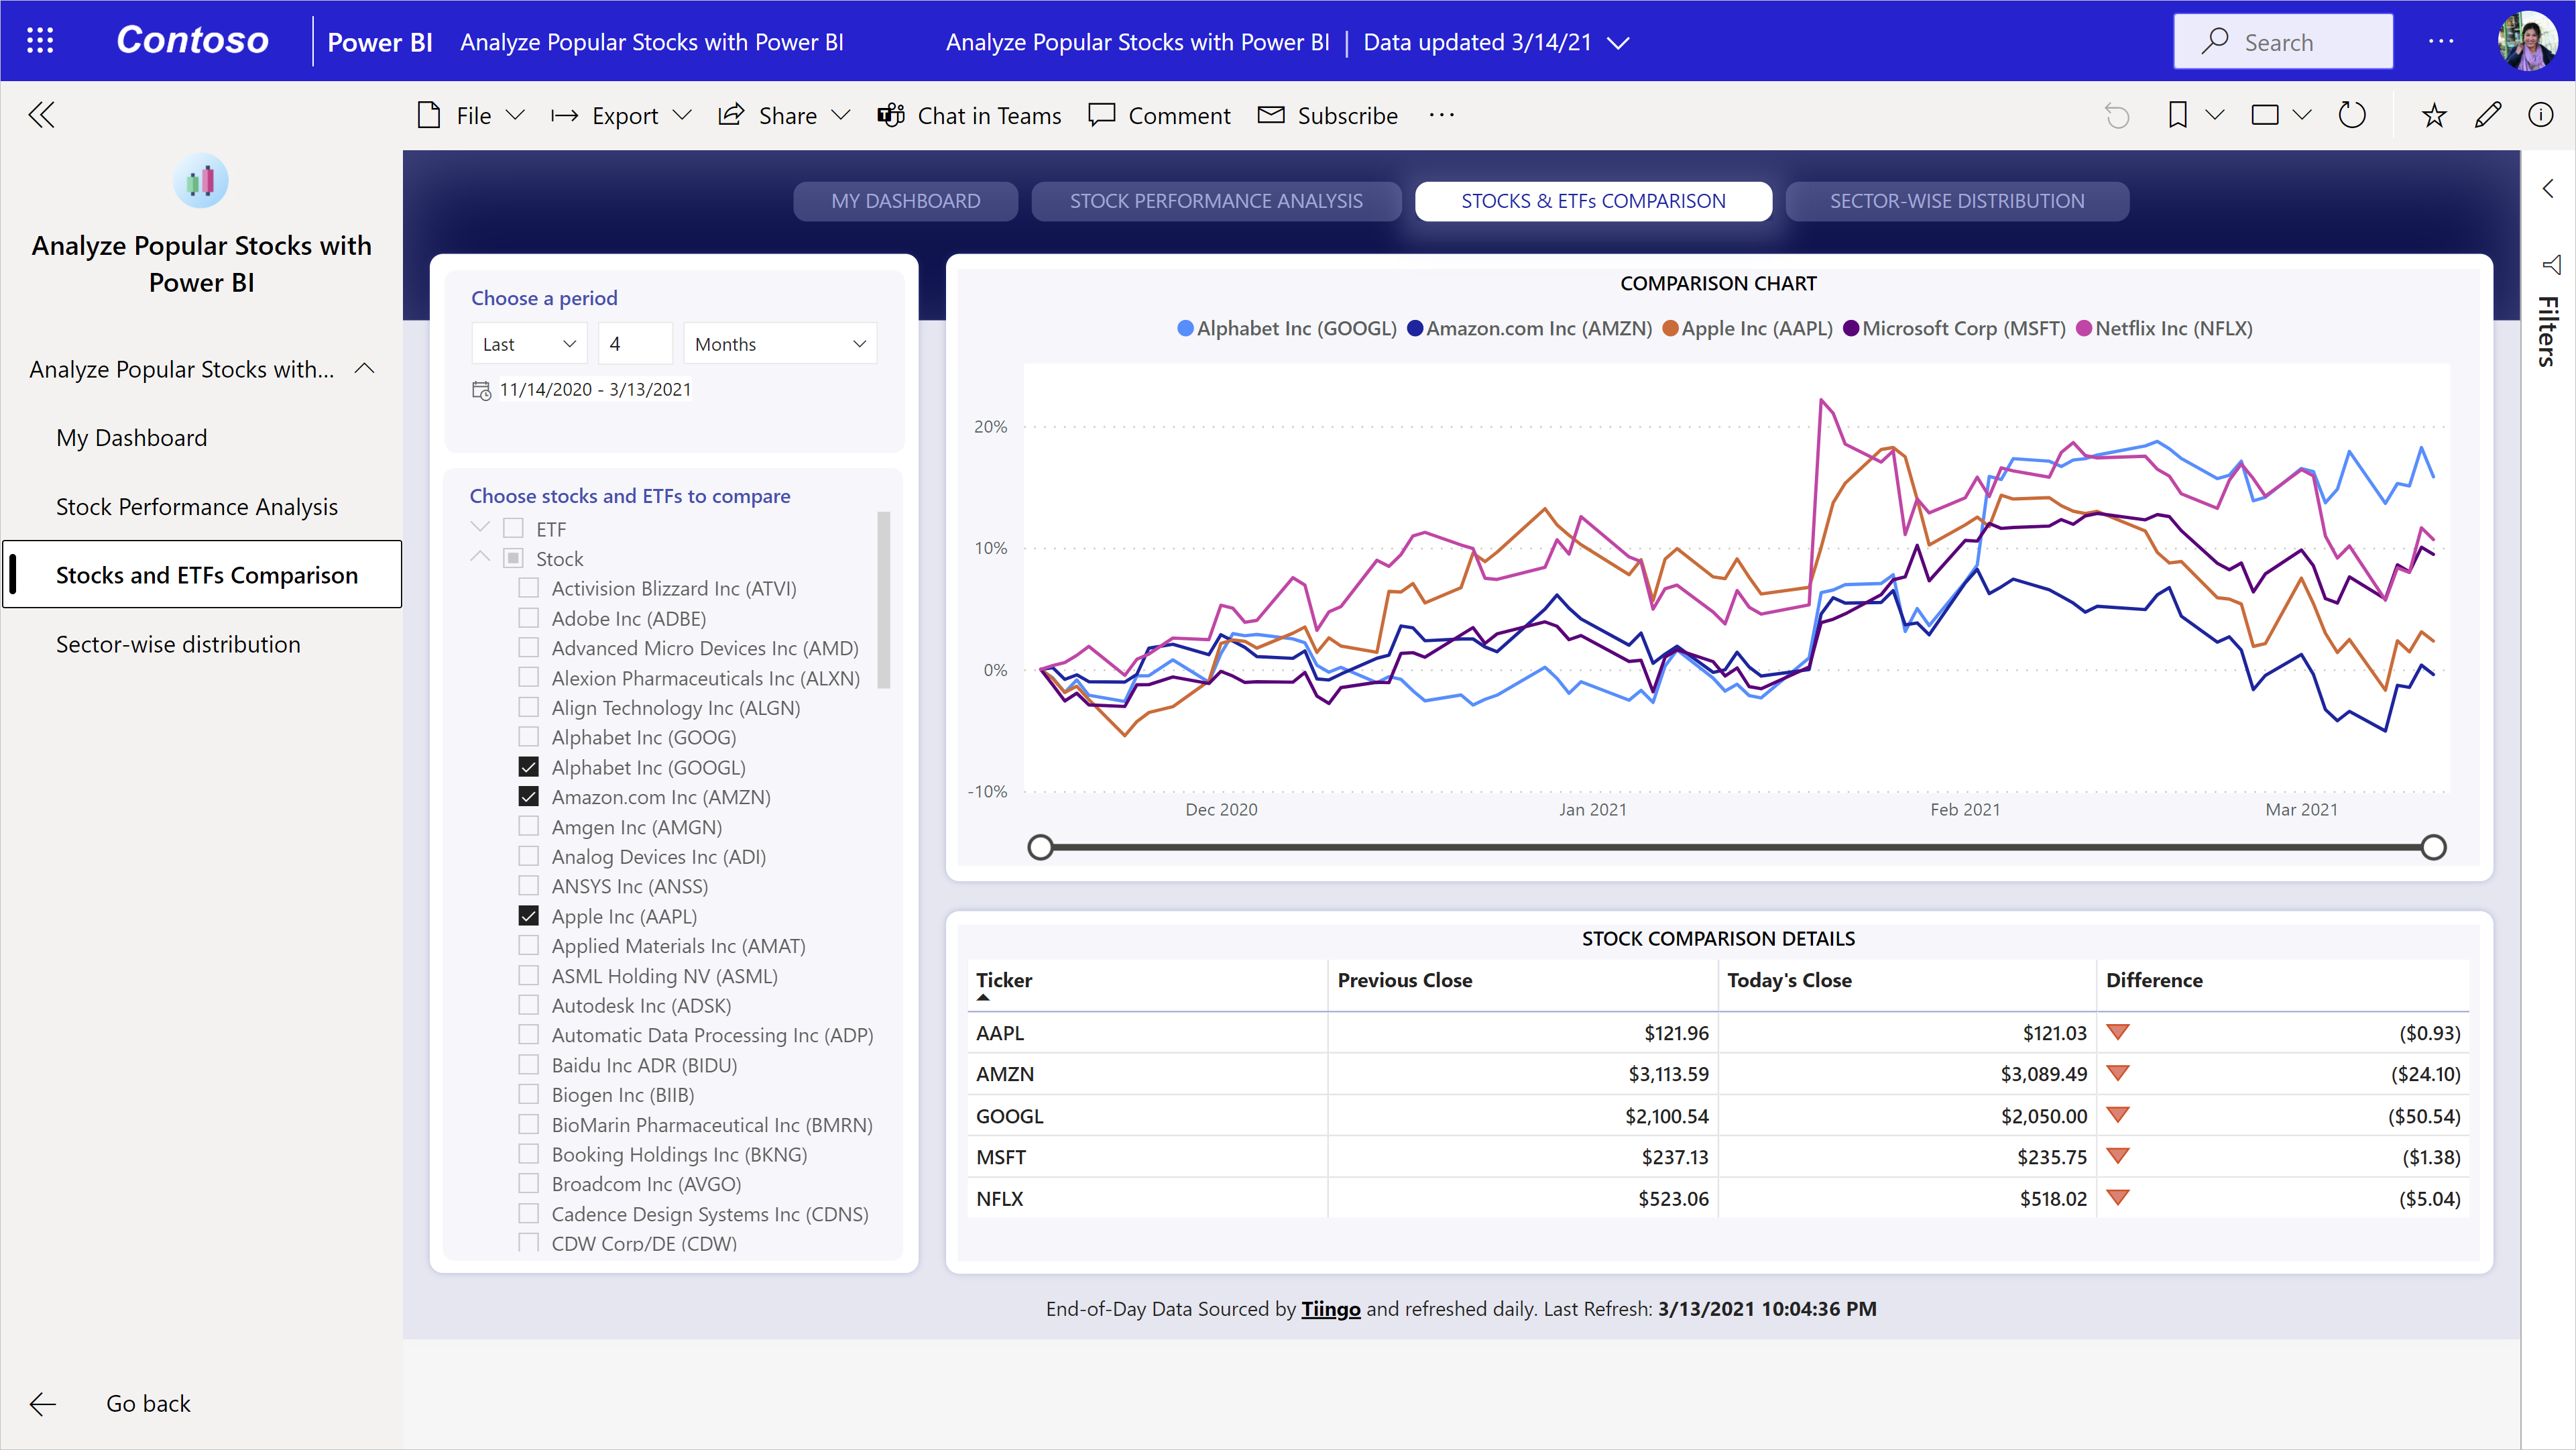 Contoso
Power BI
Analyze Popular Stocks with Power BI
Analyze Popular Stocks with Power BI | Data updated 3/14/21
Search
File
Export
Share
Chat in Teams
Comment
Subscribe
Analyze Popular Stocks with
Power BI
Analyze Popular Stocks with...
My Dashboard
Stock Performance Analysis
Stocks and ETFs Comparison
Sector-wise distribution
Go back
MY DASHBOARD
STOCK PERFORMANCE ANALYSIS
STOCKS & ETFs COMPARISON
SECTOR-WISE DISTRIBUTION
Choose a period
Last
4
Months
11/14/2020 - 3/13/2021
Choose stocks and ETFs to compare
ETF
Stock
Activision Blizzard Inc (ATVI)
Adobe Inc (ADBE)
Advanced Micro Devices Inc (AMD)
Alexion Pharmaceuticals Inc (ALXN)
Align Technology Inc (ALGN)
Alphabet Inc (GOOG)
Alphabet Inc (GOOGL)
Amazon.com Inc (AMZN)
Amgen Inc (AMGN)
Analog Devices Inc (ADI)
ANSYS Inc (ANSS)
Apple Inc (AAPL)
Applied Materials Inc (AMAT)
ASML Holding NV (ASML)
Autodesk Inc (ADSK)
Automatic Data Processing Inc (ADP)
Baidu Inc ADR (BIDU)
Biogen Inc (BIIB)
BioMarin Pharmaceutical Inc (BMRN)
Booking Holdings Inc (BKNG)
Broadcom Inc (AVGO)
Cadence Design Systems Inc (CDNS)
CDW Corp/DE (CDW)
COMPARISON CHART
Alphabet Inc (GOOGL) Amazon.com Inc (AMZN) Apple Inc (AAPL) Microsoft Corp (MSFT) Netflix Inc (NFLX)
20%
10%
0%
-10%
Dec 2020
Jan 2021
Feb 2021
Mar 2021
STOCK COMPARISON DETAILS
Ticker Previous Close Today's Close Difference
AAPL $121.96 $121.03 ($0.93)
AMZN $3,113.59 $3,089.49 ($24.10)
GOOGL $2,100.54 $2,050.00 ($50.54)
MSFT $237.13 $235.75 ($1.38)
NFLX $523.06 $518.02 ($5.04)
End-of-Day Data Sourced by Tiingo and refreshed daily. Last Refresh: 3/13/2021 10:04:36 PM
Filters